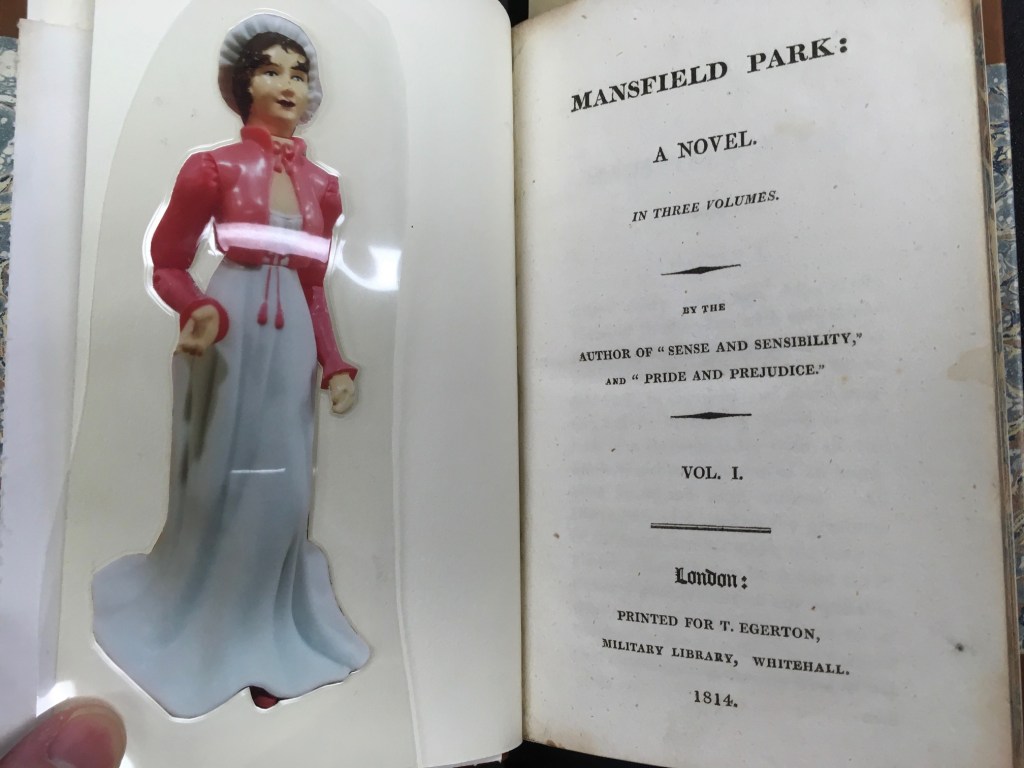 MANSFIELD PARK:
A NOVEL.
IN THREE VOLUMES.
BY THE
AUTHOR OF " SENSE AND SENSIBILITY,"
AND " PRIDE AND PREJUDICE."
VOL. I.
London:
PRINTED FOR T. EGERTON,
MILITARY LIBRARY, WHITEHALL.
1814.